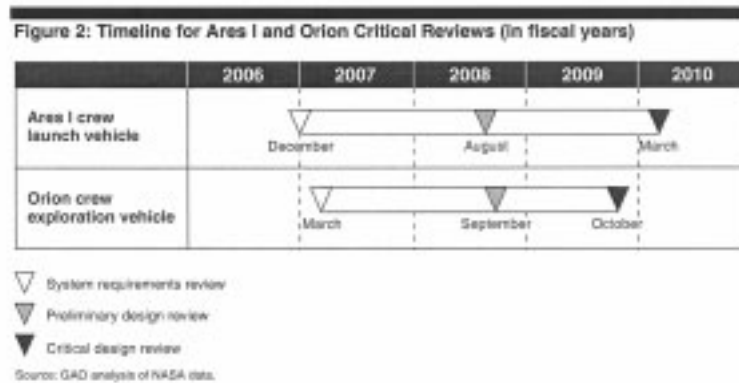 Figure 2: Timeline for Ares I and Orion Critical Reviews (in fiscal years)
2006 2007 2008 2009 2010
Ares I crew
launch vehicle
December August March
Orion crew
exploration vehicle
March September October
System requirements review
Preliminary design review
Critical design review
Source: GAO analysis of NASA data.